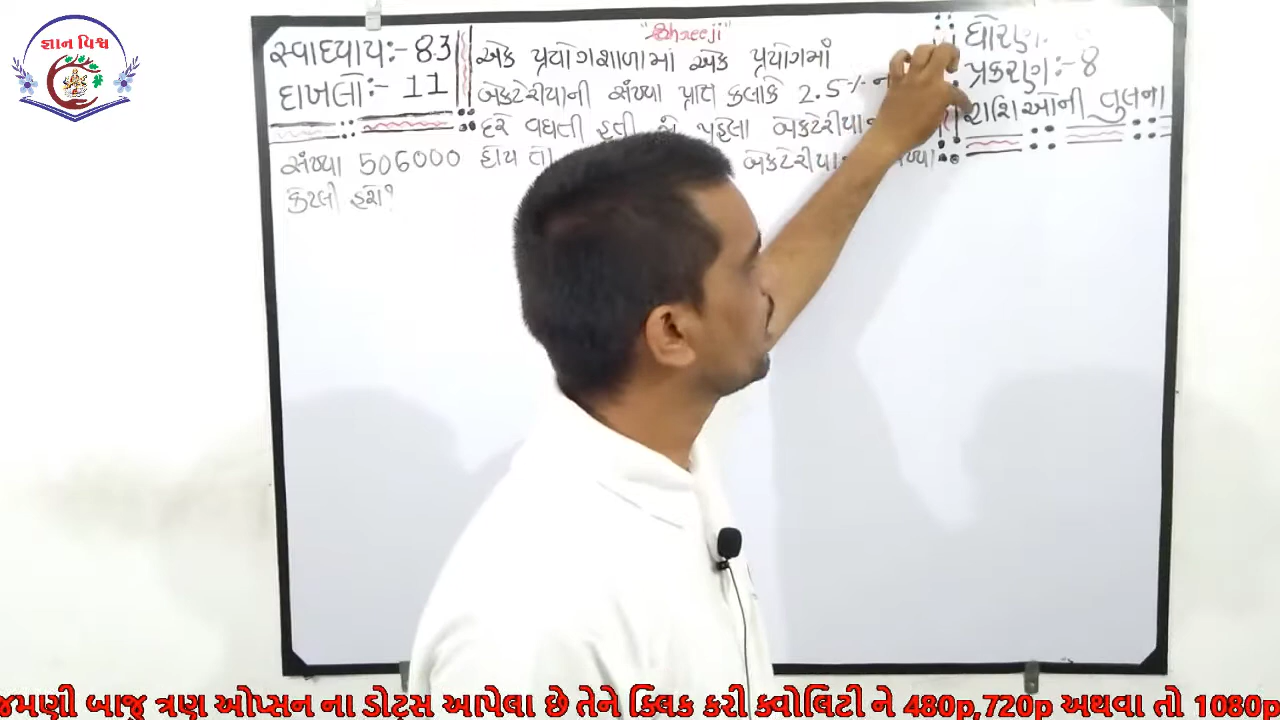 જ્ઞાન વિશ્વ
સ્વાધ્યાય:- 8.3
દાખલો:- 11
"Shreeji"
એક પ્રયોગશાળામાં એક પ્રયોગમાં
બેક્ટેરીયાની સંખ્યા પ્રતિ કલાકે 2.5%
દરે વધતી હતી પહેલા
સંખ્યા 506000 હોય તો
કેટલી હશે?
ધોરણ:
પ્રકરણ:- 8
રાશિઓની તુલના
જમણી બાજુ ત્રણ ઓપ્સન ના ડોટ્સ આપેલા છે તેને ક્લિક કરી ક્વોલિટી ને 480p,720p અથવા તો 1080p